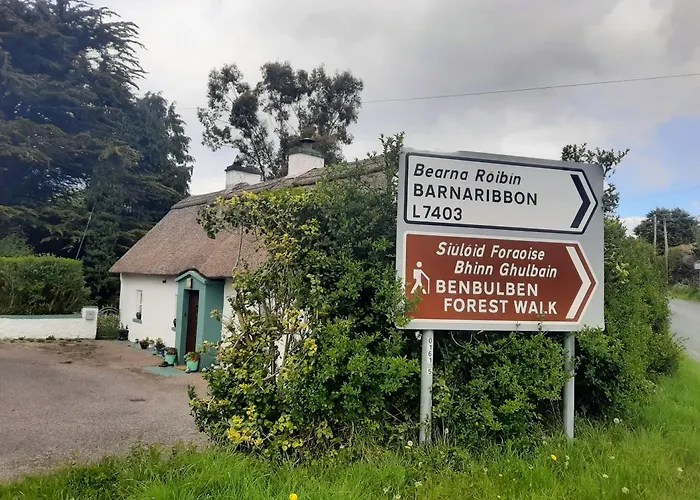 Bearna Róibín
BARNARIBBON
L7403
Siúlóid Foraoise
Bhinn Ghulbain
BENBULBEN
FOREST WALK